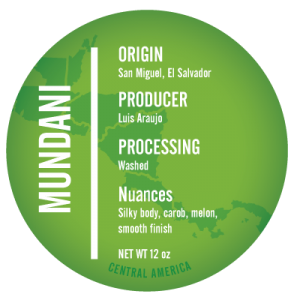 MUNDANI
ORIGIN
San Miguel, El Salvador
PRODUCER
Luis Araujo
PROCESSING
Washed
Nuances
Silky body, carob, melon,
smooth finish
NET WT 12 oz
CENTRAL AMERICA